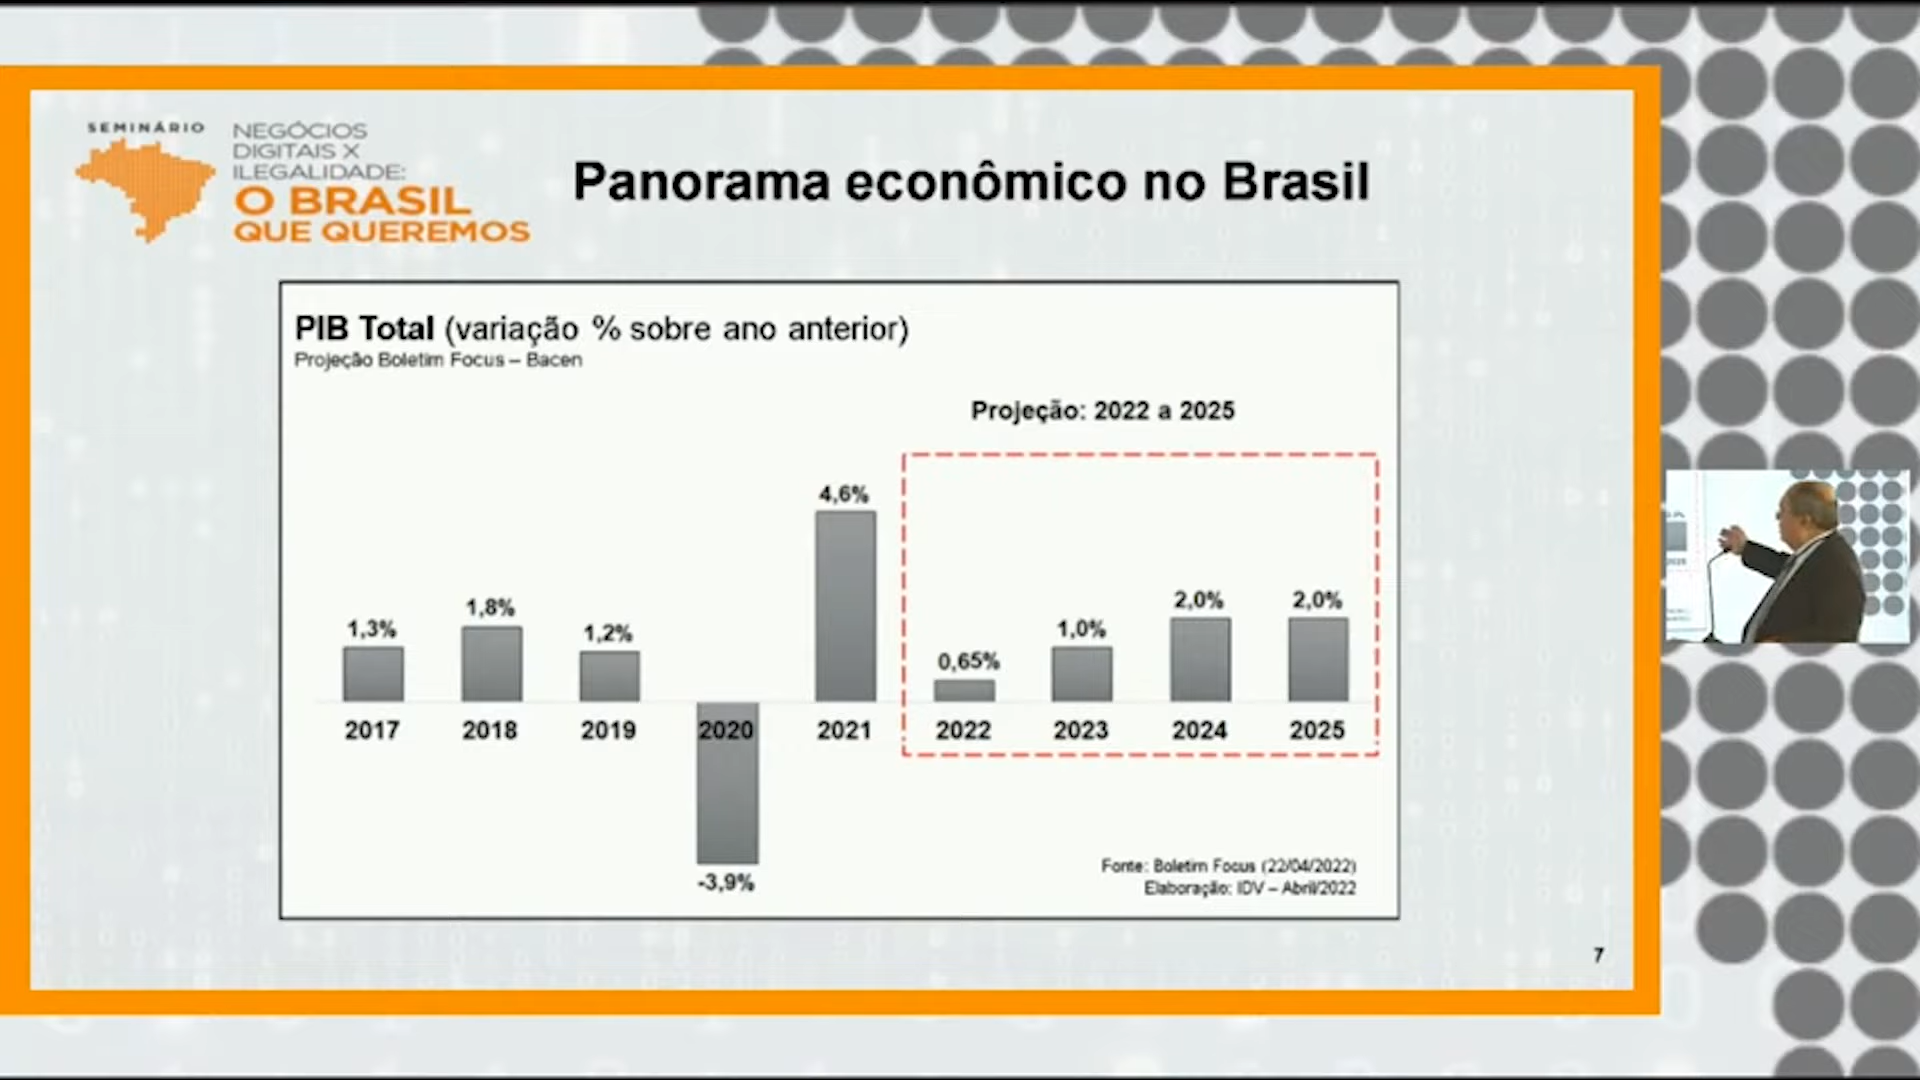 SEMINÁRIO
NEGÓCIOS
DIGITAIS X
ILEGALIDADE:
O BRASIL
QUE QUEREMOS
Panorama econômico no Brasil
PIB Total (variação % sobre ano anterior)
Projeção Boletim Focus – Bacen
Projeção: 2022 a 2025
1,3%
1,8%
1,2%
-3,9%
4,6%
0,65%
1,0%
2,0%
2,0%
2017
2018
2019
2020
2021
2022
2023
2024
2025
Fonte: Boletim Focus (22/04/2022)
Elaboração: IDV – Abril/2022
7